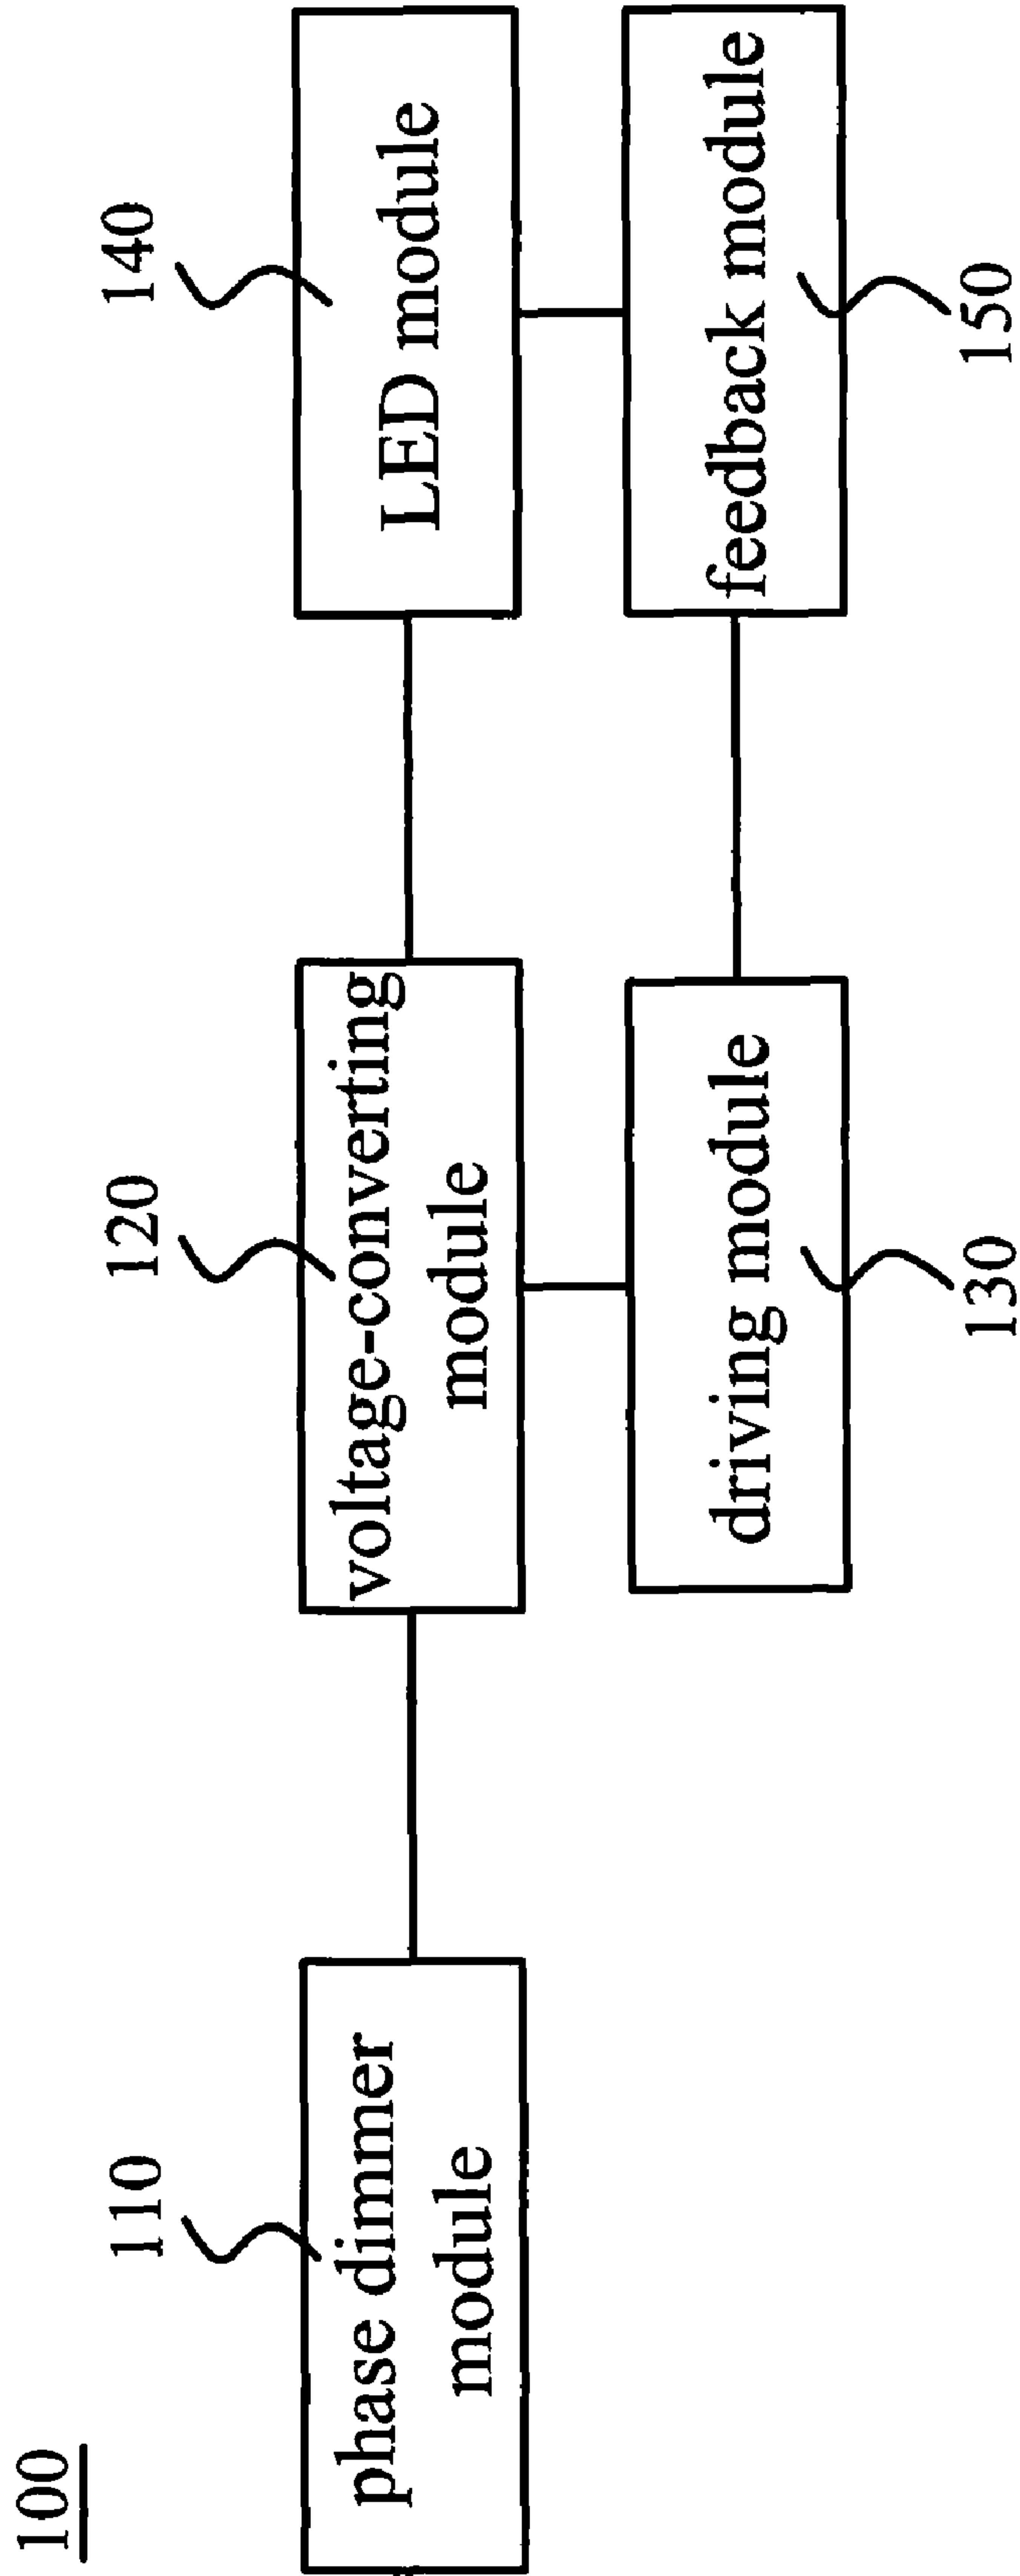 100
110
phase dimmer
module
120
voltage-converting
module
140
LED module
driving module
130
feedback module
150